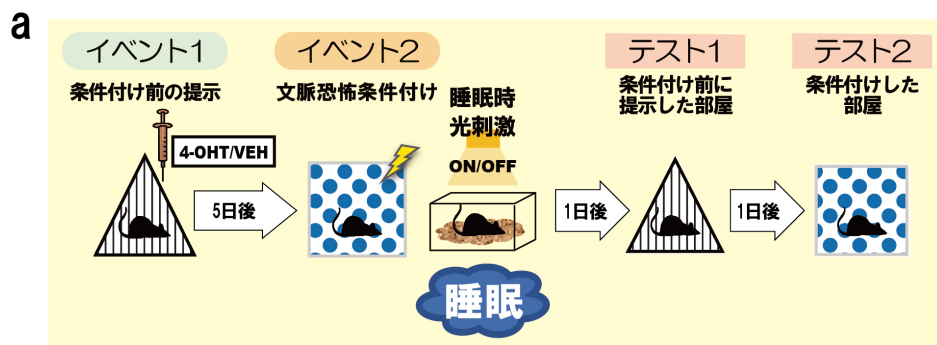 a
イベント1
条件付け前の提示
4-OHT/VEH
5日後
イベント2
文脈恐怖条件付け
睡眠時
光刺激
ON/OFF
睡眠
1日後
テスト1
条件付け前に
提示した部屋
1日後
テスト2
条件付けした
部屋